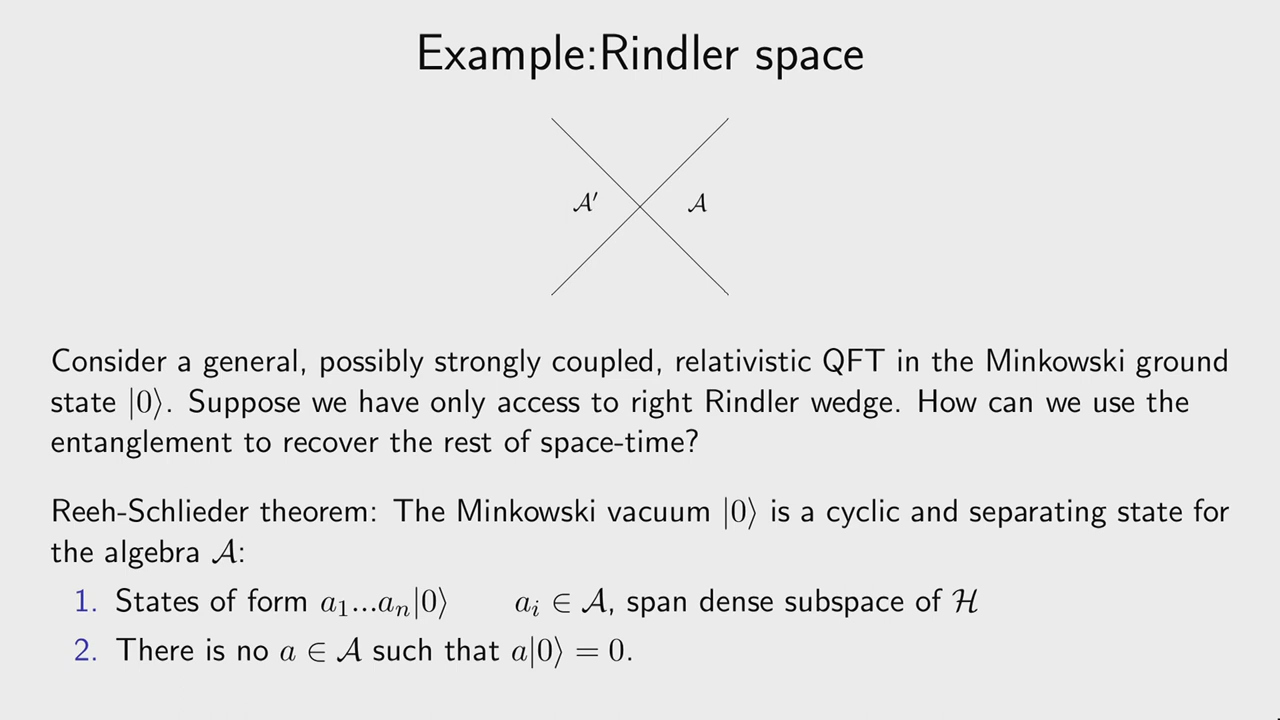 Example:Rindler space
𝒜′ 𝒜
Consider a general, possibly strongly coupled, relativistic QFT in the Minkowski ground
state |0⟩. Suppose we have only access to right Rindler wedge. How can we use the
entanglement to recover the rest of space-time?
Reeh-Schlieder theorem: The Minkowski vacuum |0⟩ is a cyclic and separating state for
the algebra 𝒜:
1. States of form a₁...aₙ|0⟩ aᵢ ∈ 𝒜, span dense subspace of ℋ
2. There is no a ∈ 𝒜 such that a|0⟩ = 0.